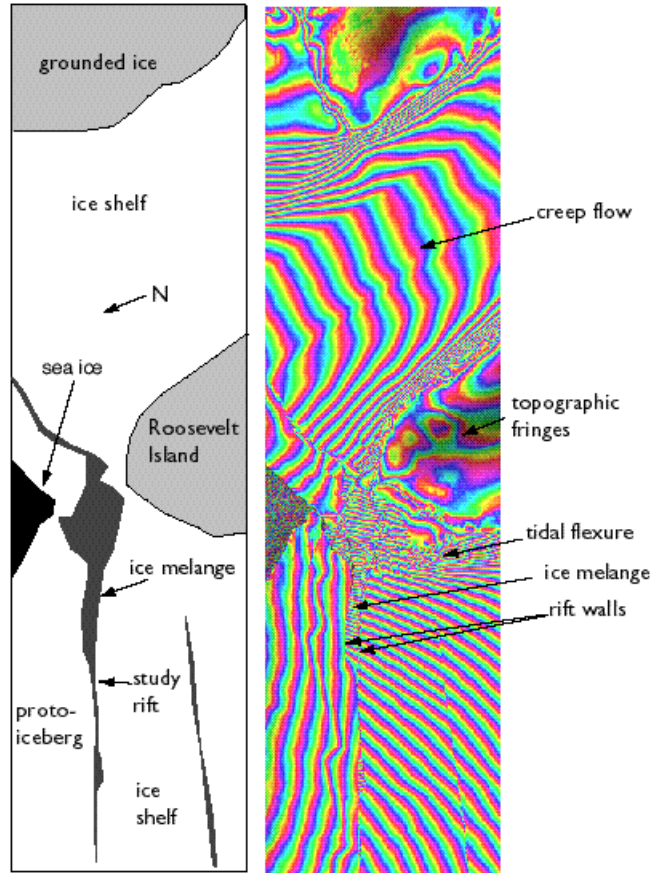 grounded ice
ice shelf
N
sea ice
Roosevelt
Island
ice melange
study
rift
proto-
iceberg
ice
shelf
creep flow
topographic
fringes
tidal flexure
ice melange
rift walls